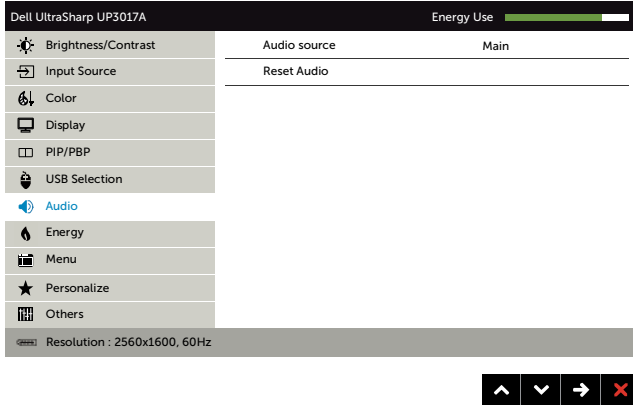 Dell UltraSharp UP3017A Energy Use
Brightness/Contrast Audio source Main
Input Source Reset Audio
Color
Display
PIP/PBP
USB Selection
Audio
Energy
Menu
Personalize
Others
Resolution : 2560x1600, 60Hz